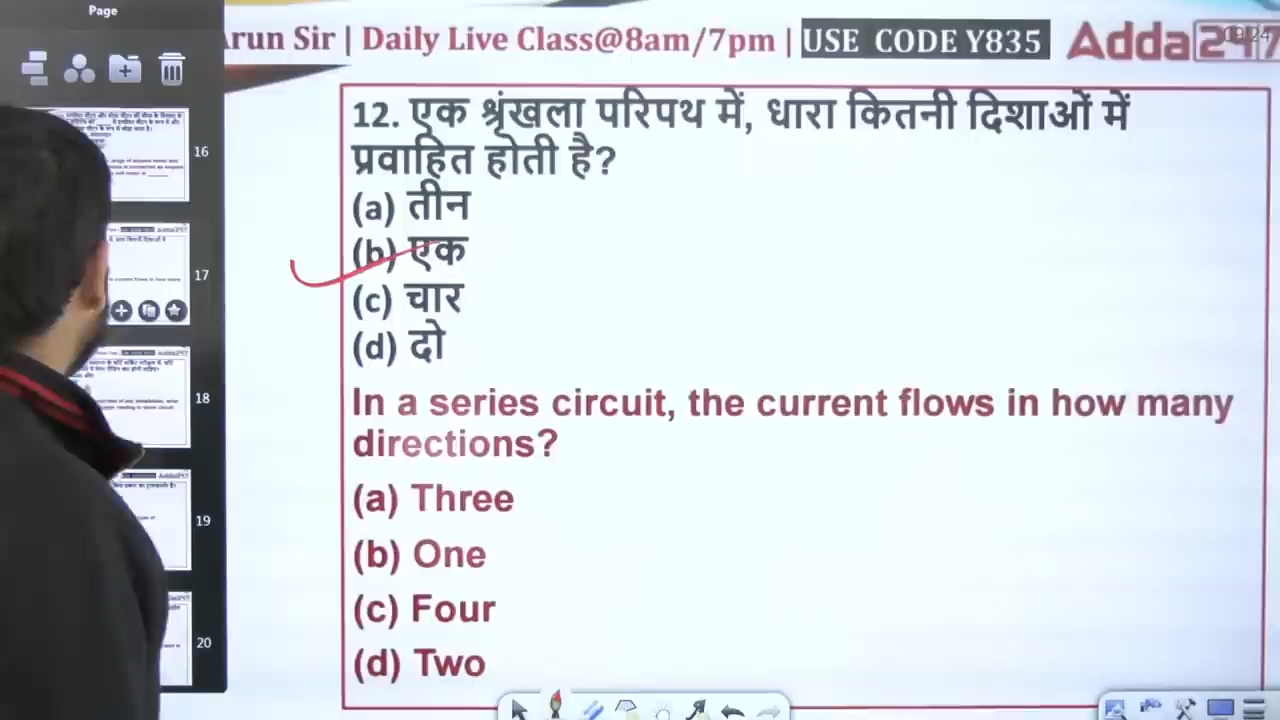 Page
Arun Sir | Daily Live Class@8am/7pm | USE CODE Y835 Adda 247
12. एक श्रृंखला परिपथ में, धारा कितनी दिशाओं में
प्रवाहित होती है?
(a) तीन
(b) एक
(c) चार
(d) दो
In a series circuit, the current flows in how many
directions?
(a) Three
(b) One
(c) Four
(d) Two
16
17
18
19
20